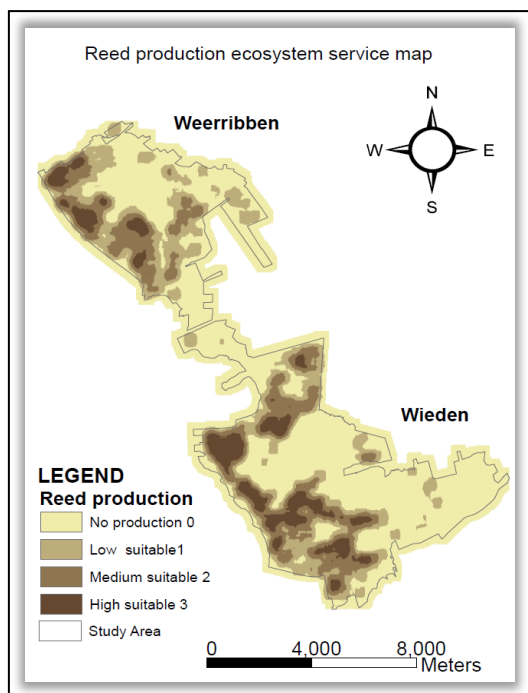 Reed production ecosystem service map
Weerribben
N
W E
S
Wieden
LEGEND
Reed production
No production 0
Low suitable1
Medium suitable 2
High suitable 3
Study Area
0 4,000 8,000
Meters